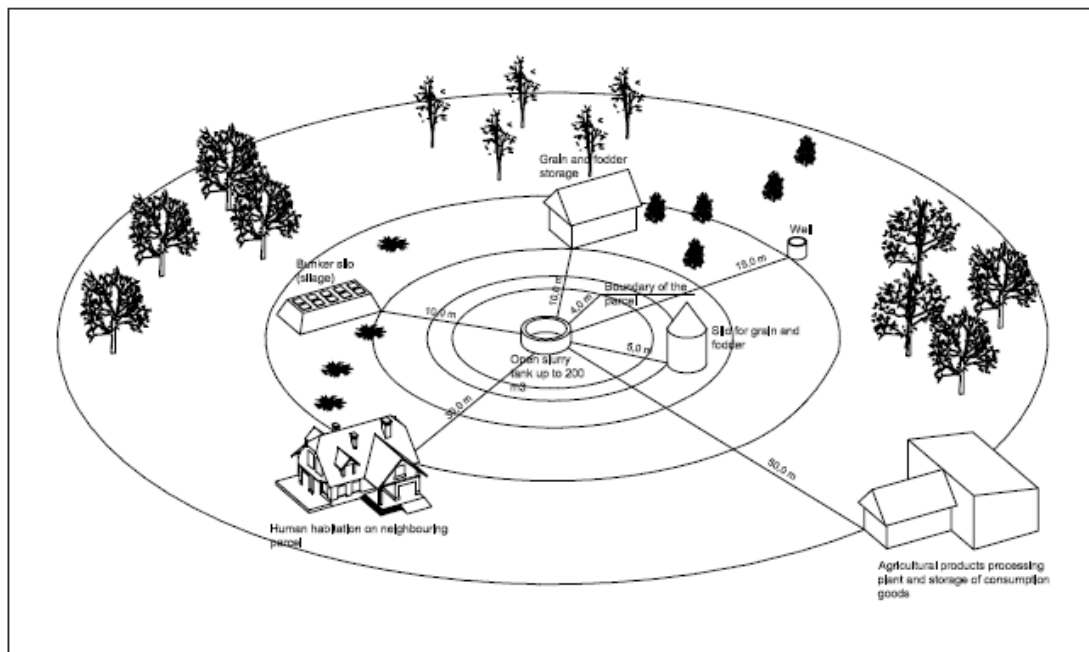 Grain and fodder
storage
Well
15,0 m
Bunker silo
(silage)
10,0 m
10,0 m
4,0 m
Boundary of the
parcel
Silo for grain and
fodder
5,0 m
Open slurry
tank up to 200
m3
30,0 m
50,0 m
Human habitation on neighbouring
parcel
Agricultural products processing
plant and storage of consumption
goods